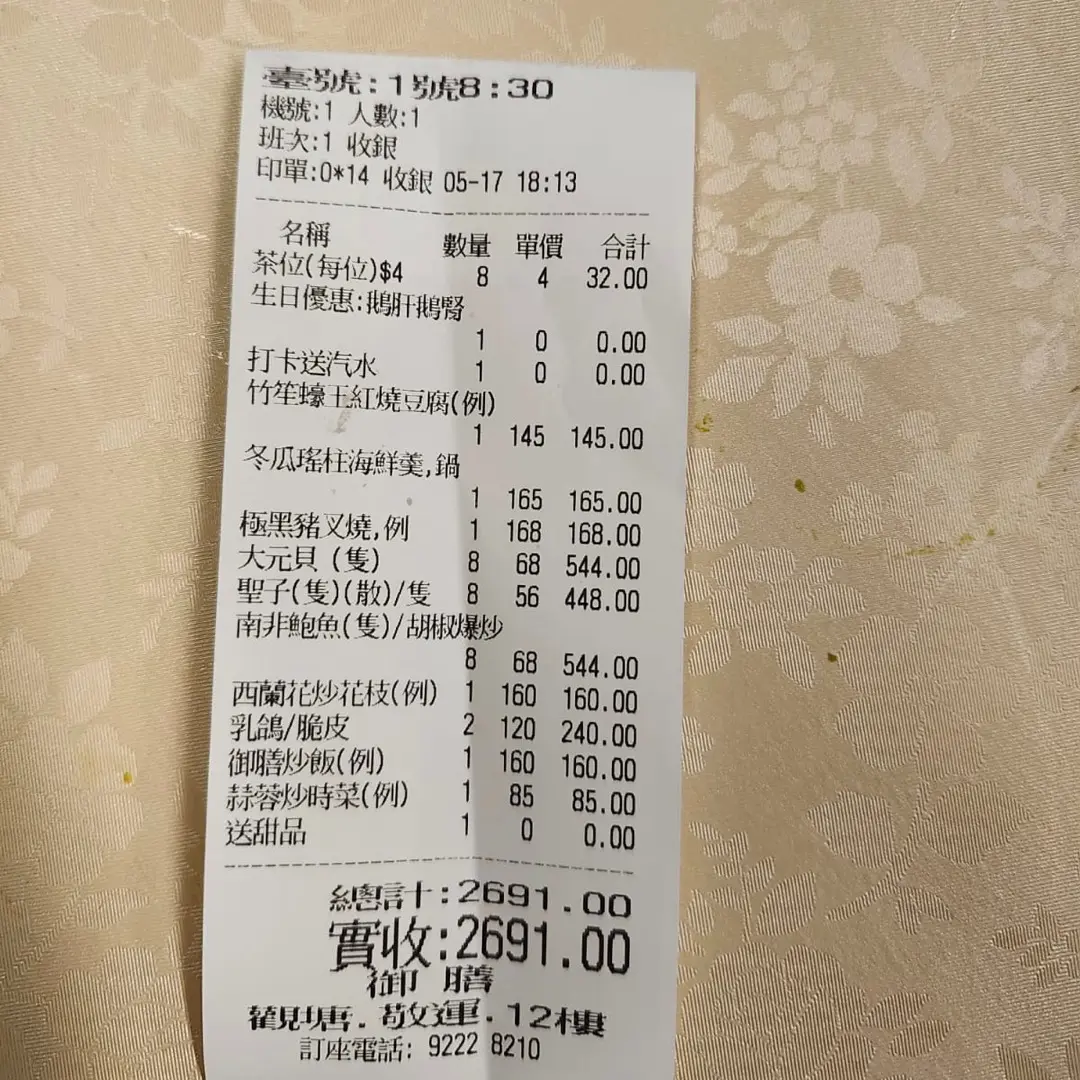 臺號:1號8:30
機號:1 人數:1
班次:1 收銀
印單:0*14 收銀 05-17 18:13
名稱 數量 單價 合計
茶位(每位)$4 8 4 32.00
生日優惠:鵝肝鵝腎
1 0 0.00
打卡送汽水 1 0 0.00
竹笙蠔王紅燒豆腐(例)
1 145 145.00
冬瓜瑤柱海鮮羹,鍋
1 165 165.00
極黑豬叉燒,例 1 168 168.00
大元貝 (隻) 8 68 544.00
聖子(隻)(散)/隻 8 56 448.00
南非鮑魚(隻)/胡椒爆炒
8 68 544.00
西蘭花炒花枝(例) 1 160 160.00
乳鴿/脆皮 2 120 240.00
御膳炒飯(例) 1 160 160.00
蒜蓉炒時菜(例) 1 85 85.00
送甜品 1 0 0.00
總計:2691.00
實收:2691.00
御 膳
觀塘.敬運.12樓
訂座電話: 9222 8210